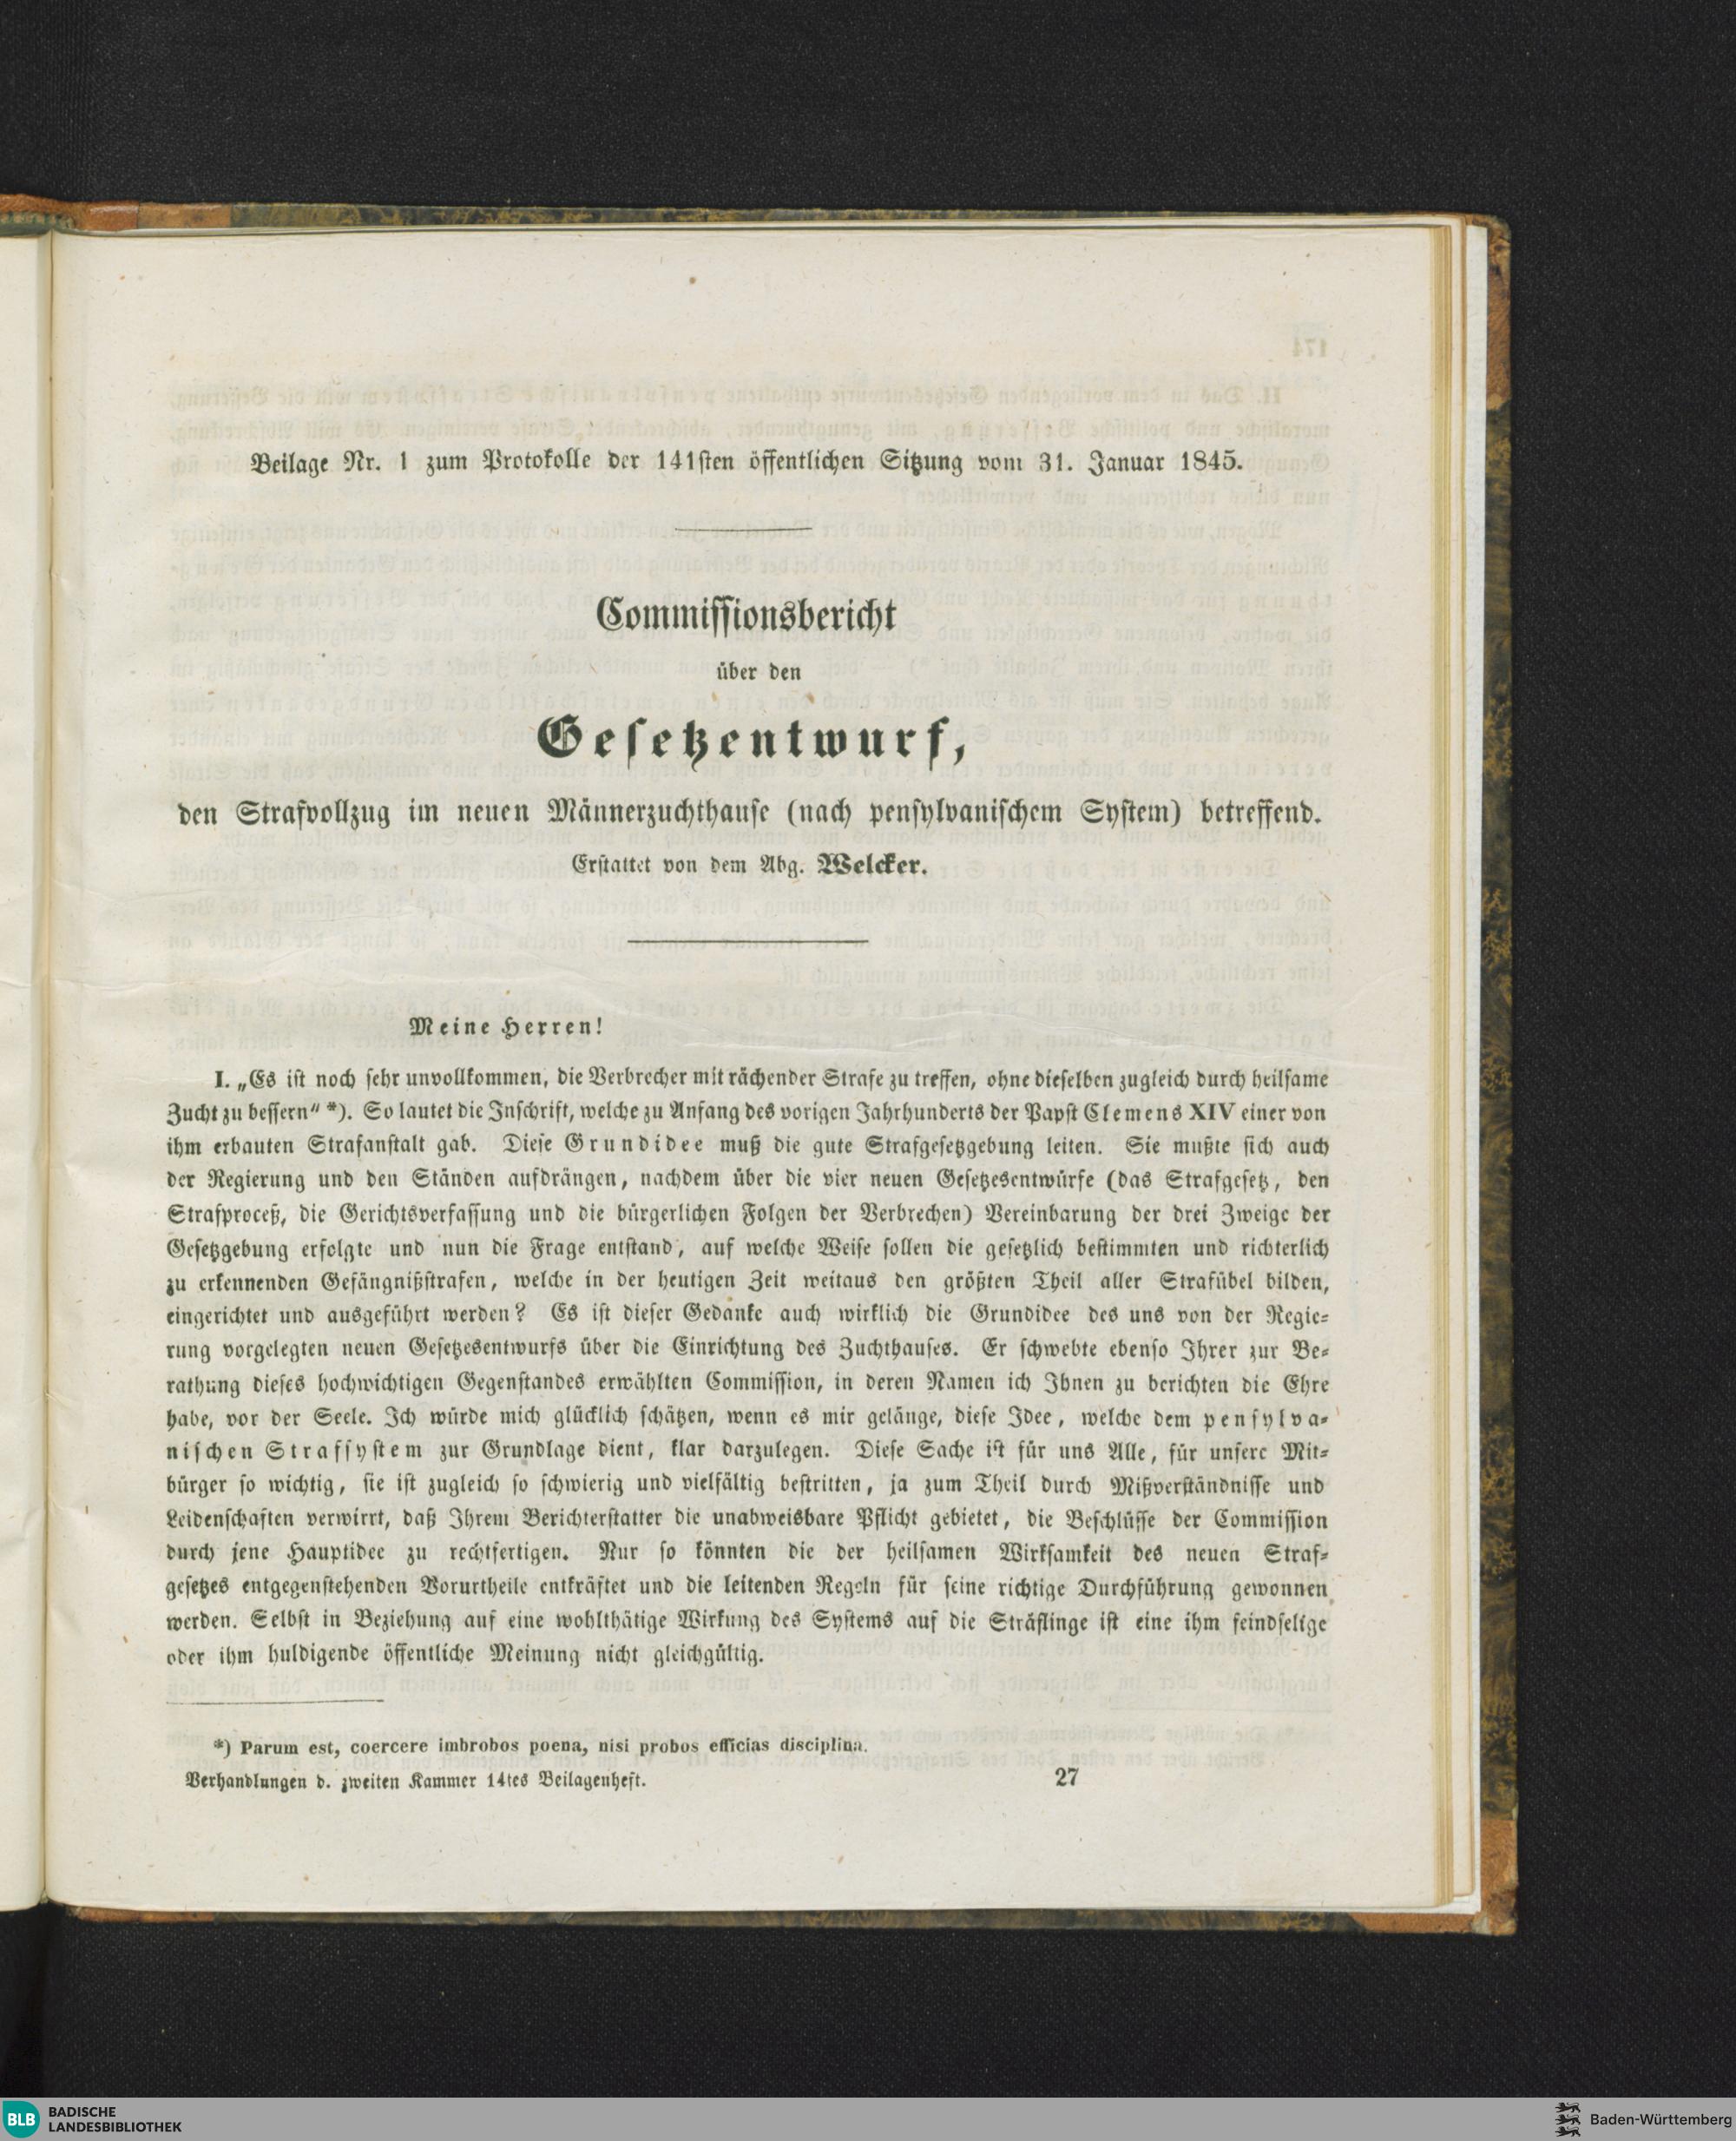 Beilage Nr. 1 zum Protokolle der 141sten öffentlichen Sitzung vom 31. Januar 1845.
Commissionsbericht
über den
Gesetzentwurf,
den Strafvollzug im neuen Männerzuchthause (nach pensylvanischem System) betreffend.
Erstattet von dem Abg. Welcker.
Meine Herren!
I. „Es ist noch sehr unvollkommen, die Verbrecher mit rächender Strafe zu treffen, ohne dieselben zugleich durch heilsame
Zucht zu bessern“ *). So lautet die Inschrift, welche zu Anfang des vorigen Jahrhunderts der Papst Clemens XIV einer von
ihm erbauten Strafanstalt gab. Diese Grundidee muß die gute Strafgesetzgebung leiten. Sie mußte sich auch
der Regierung und den Ständen aufdrängen, nachdem über die vier neuen Gesetzesentwürfe (das Strafgesetz, den
Strafproceß, die Gerichtsverfassung und die bürgerlichen Folgen der Verbrechen) Vereinbarung der drei Zweige der
Gesetzgebung erfolgte und nun die Frage entstand, auf welche Weise sollen die gesetzlich bestimmten und richterlich
zu erkennenden Gefängnißstrafen, welche in der heutigen Zeit weitaus den größten Theil aller Strafübel bilden,
eingerichtet und ausgeführt werden? Es ist dieser Gedanke auch wirklich die Grundidee des uns von der Regie-
rung vorgelegten neuen Gesetzesentwurfs über die Einrichtung des Zuchthauses. Er schwebte ebenso Ihrer zur Be-
rathung dieses hochwichtigen Gegenstandes erwählten Commission, in deren Namen ich Ihnen zu berichten die Ehre
habe, vor der Seele. Ich würde mich glücklich schätzen, wenn es mir gelänge, diese Idee, welche dem pensylva-
nischen Strafsystem zur Grundlage dient, klar darzulegen. Diese Sache ist für uns Alle, für unsere Mit-
bürger so wichtig, sie ist zugleich so schwierig und vielfältig bestritten, ja zum Theil durch Mißverständnisse und
Leidenschaften verwirrt, daß Ihrem Berichterstatter die unabweisbare Pflicht gebietet, die Beschlüsse der Commission
durch jene Hauptidee zu rechtfertigen. Nur so könnten die der heilsamen Wirksamkeit des neuen Straf-
gesetzes entgegenstehenden Vorurtheile entkräftet und die leitenden Regeln für seine richtige Durchführung gewonnen
werden. Selbst in Beziehung auf eine wohlthätige Wirkung des Systems auf die Sträflinge ist eine ihm feindselige
oder ihm huldigende öffentliche Meinung nicht gleichgültig.
*) Parum est, coercere imbrobos poena, nisi probos efficias disciplina.
Verhandlungen d. zweiten Kammer 14tes Beilagenheft. 27
BLB BADISCHE
LANDESBIBLIOTHEK
Baden-Württemberg